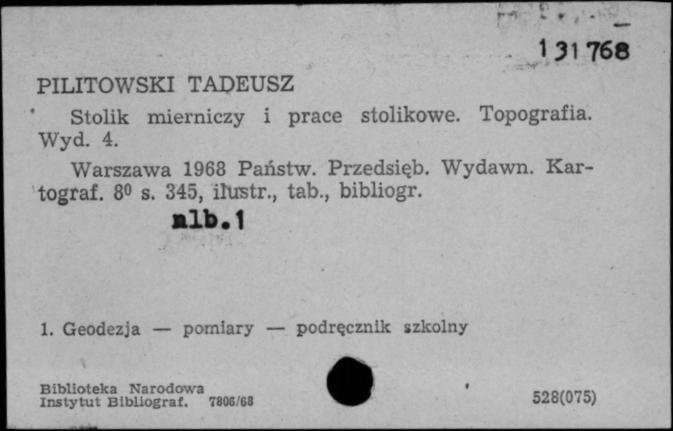 131768
PILITOWSKI TADEUSZ
Stolik mierniczy i prace stolikowe. Topografia.
Wyd. 4.
Warszawa 1968 Państw. Przedsięb. Wydawn. Kar-
tograf. 8⁰ s. 345, ilustr., tab., bibliogr.
nlb.1
1. Geodezja — pomiary — podręcznik szkolny
Biblioteka Narodowa
Instytut Bibliograf. 7806/68
528(075)